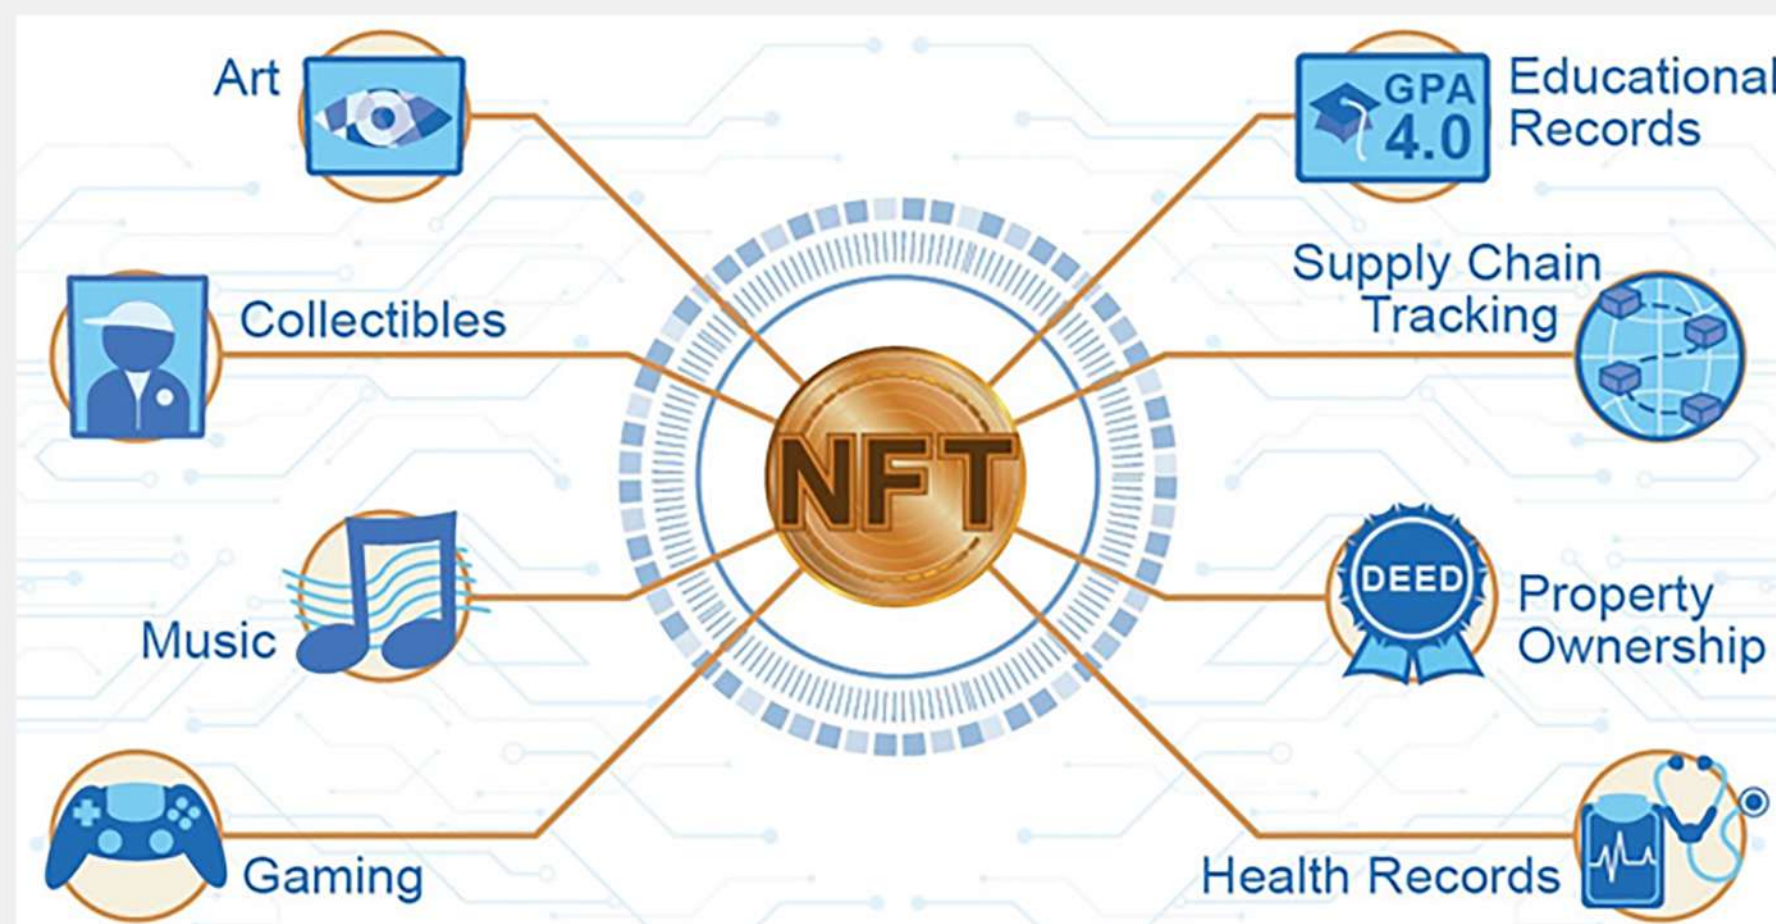 Art
GPA
4.0
Educational
Records
Collectibles
Supply Chain
Tracking
NFT
Music
DEED
Property
Ownership
Gaming
Health Records